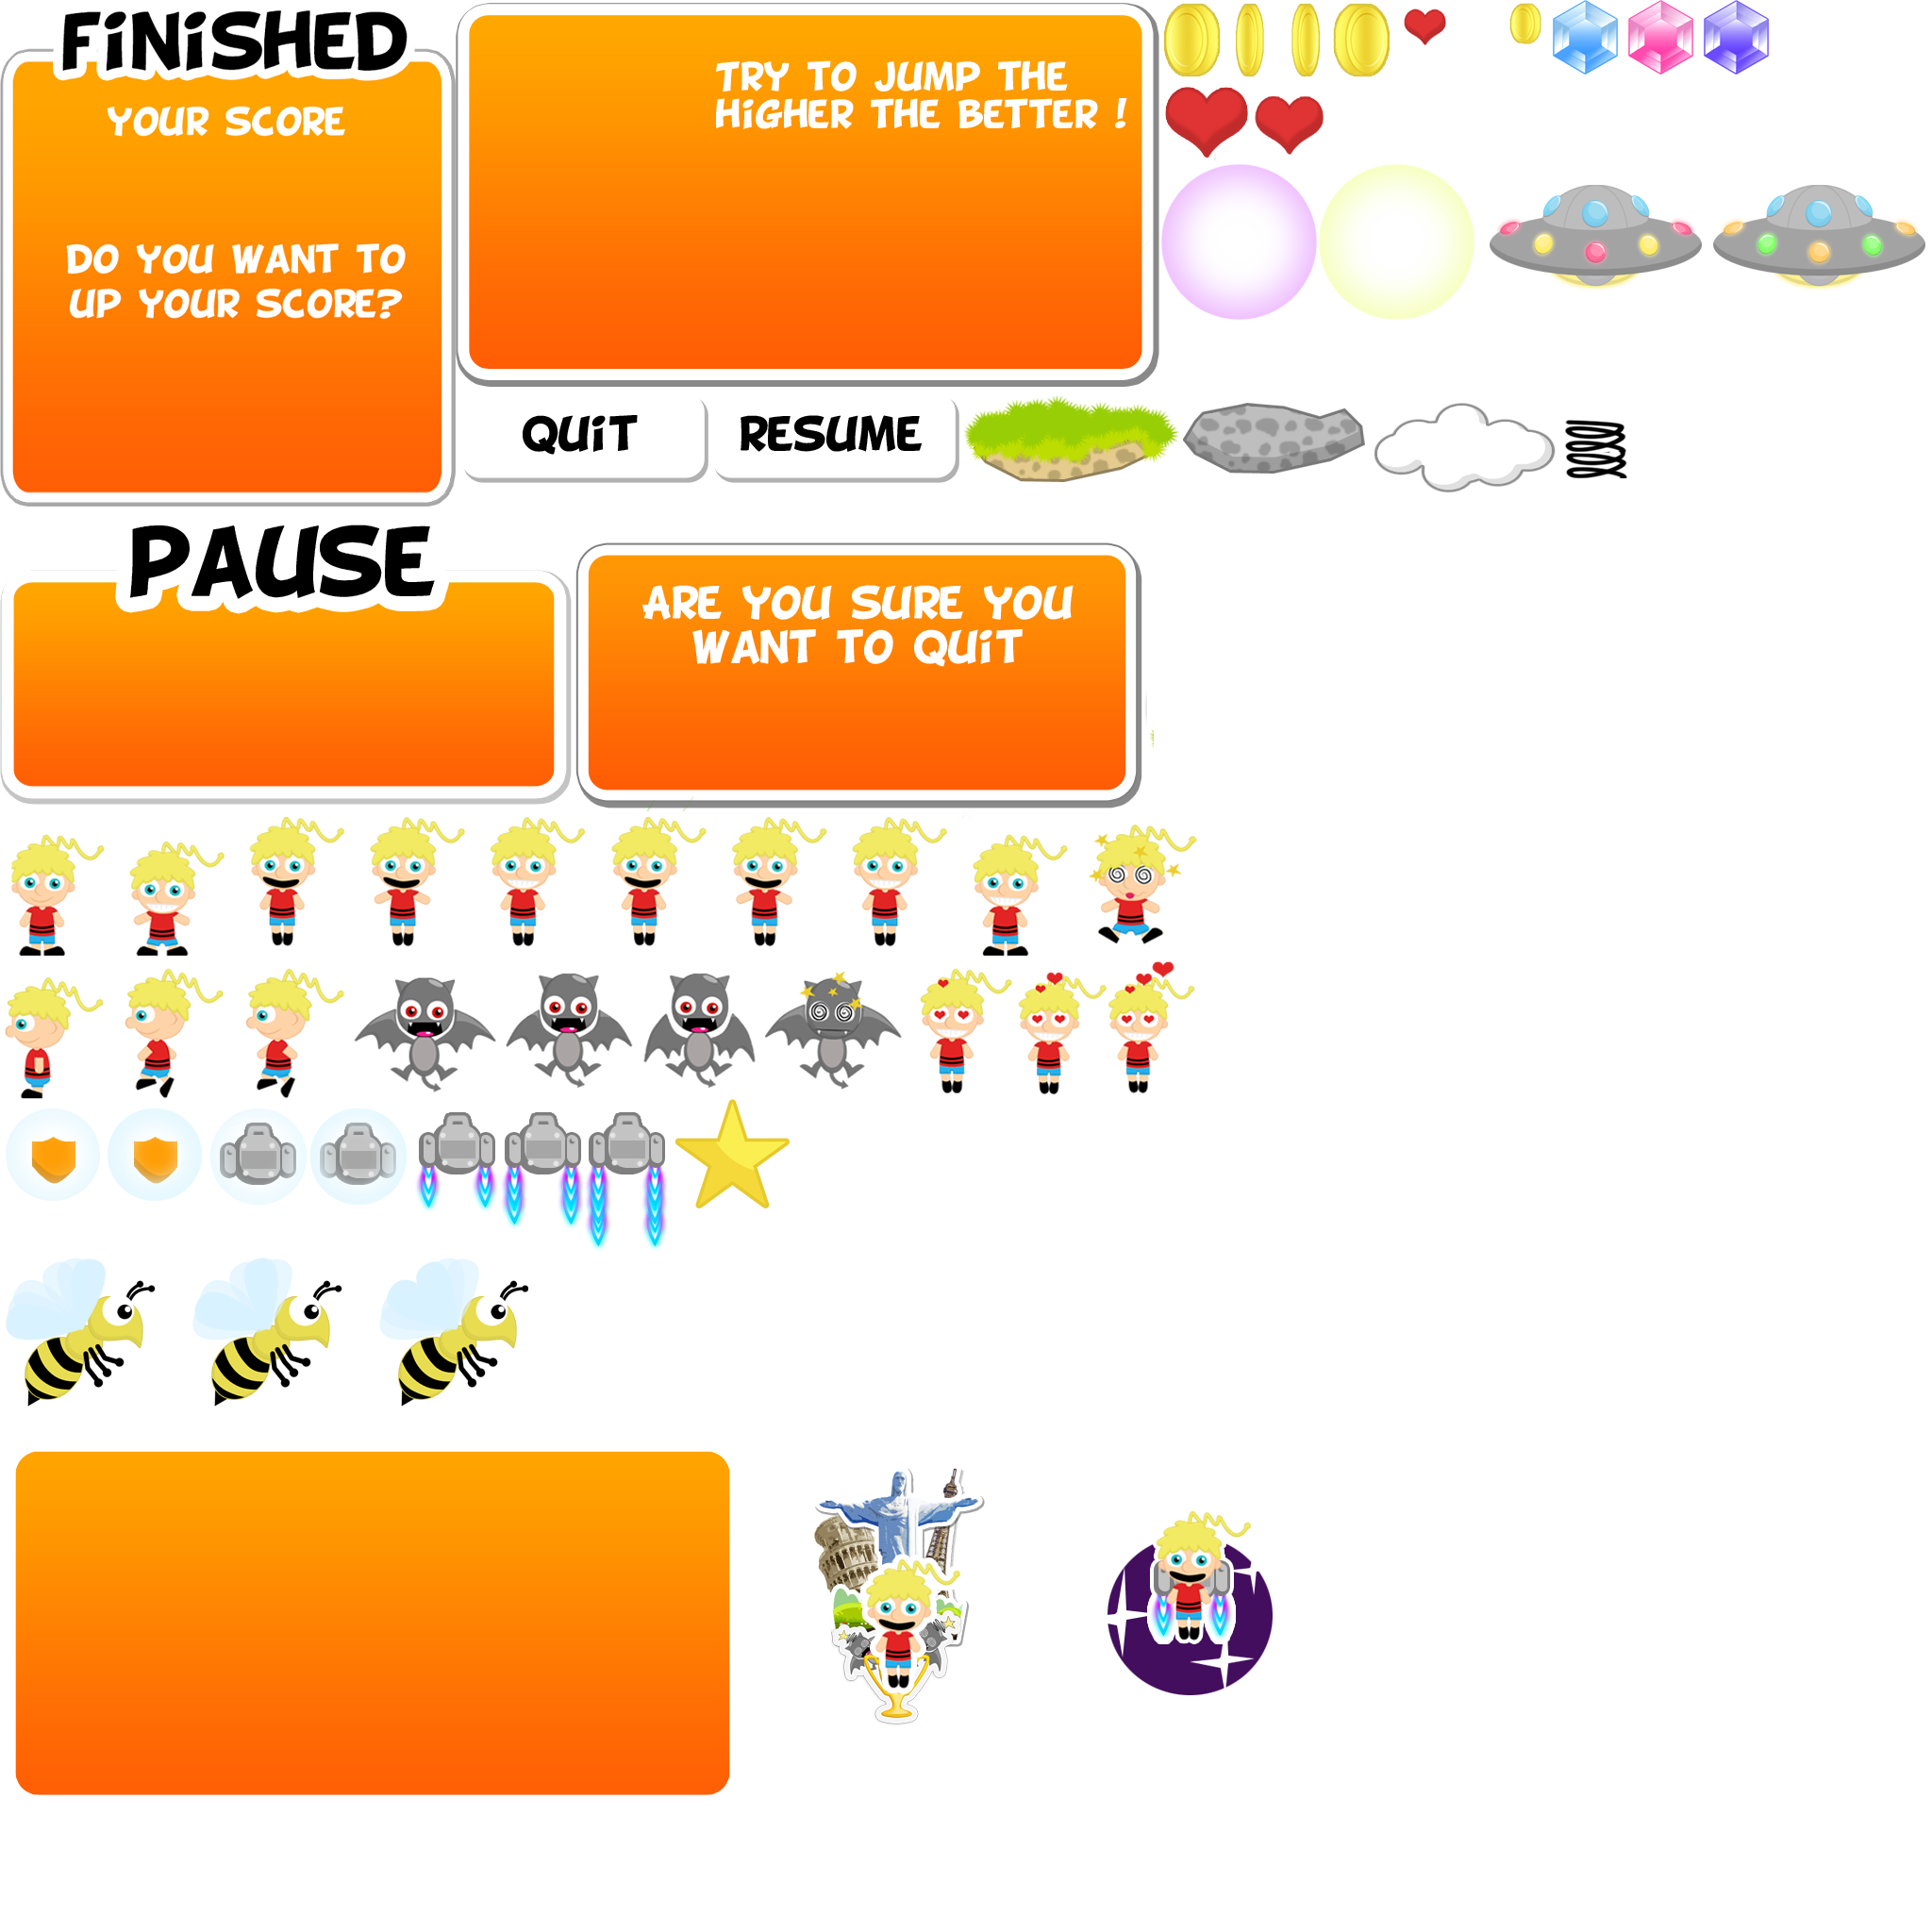 FiNiSHED
YOUR SCORE
DO YOU WANT TO
UP YOUR SCORE?
TRY TO JUMP THE
HiGHER THE BETTER !
QUiT
RESUME
PAUSE
ARE YOU SURE YOU
WANT TO QUiT